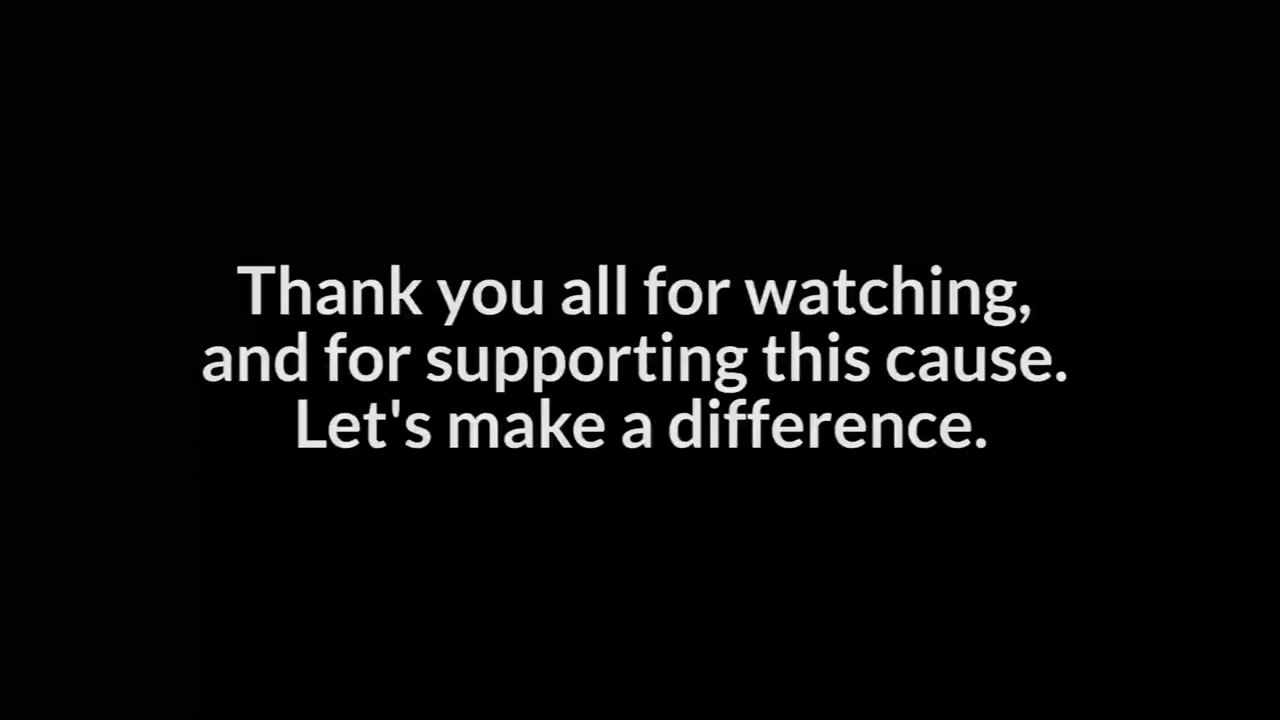 Thank you all for watching,
and for supporting this cause.
Let's make a difference.